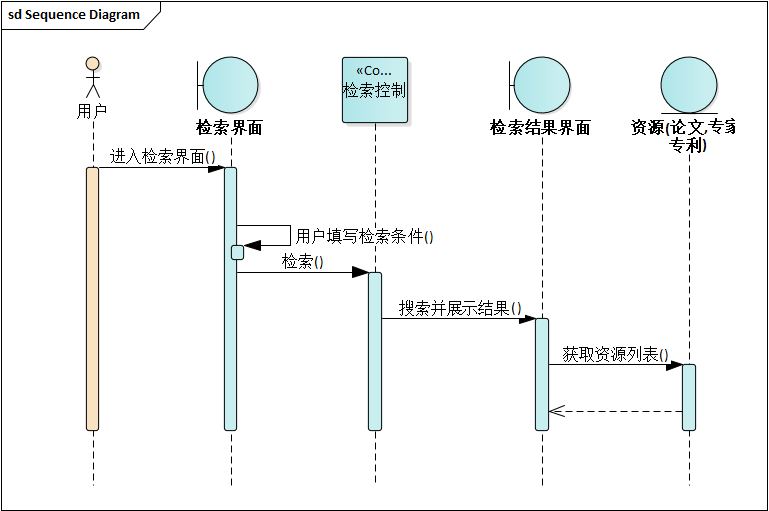 sd Sequence Diagram
用户
检索界面
«Co...
检索控制
检索结果界面
资源(论文,专家
专利)
进入检索界面()
用户填写检索条件()
检索()
搜索并展示结果()
获取资源列表()